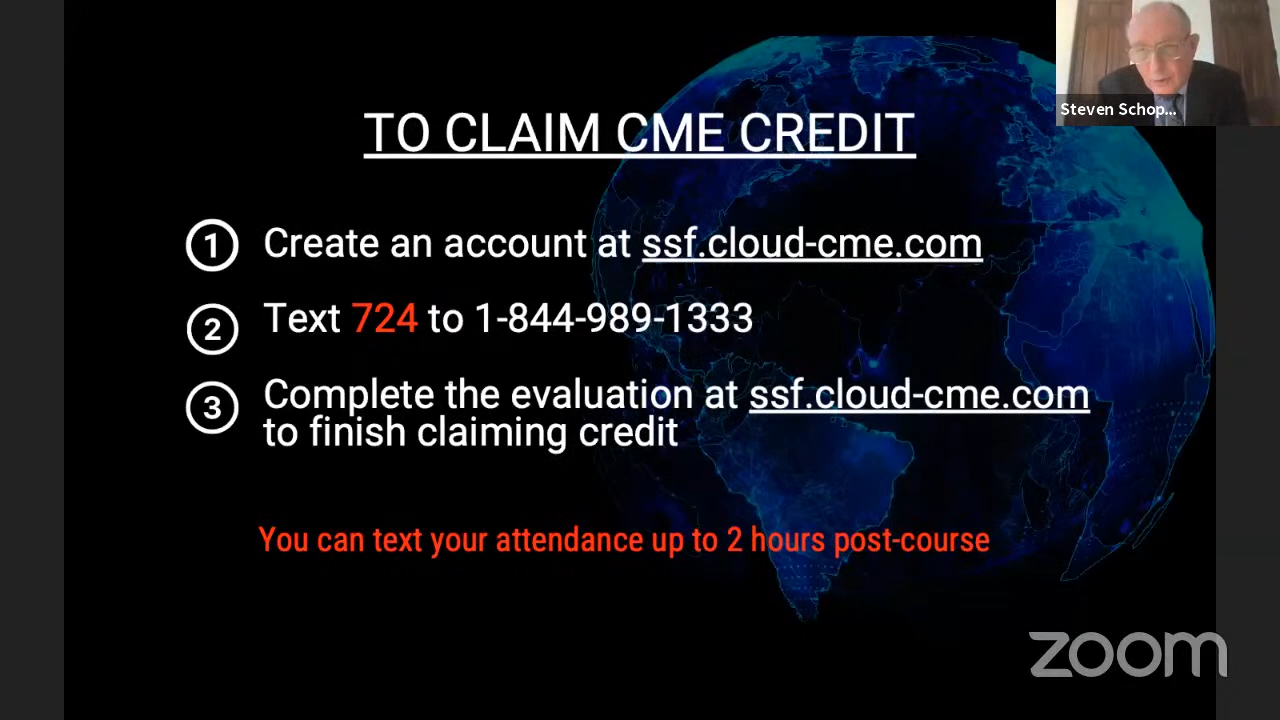 TO CLAIM CME CREDIT
Steven Schop...
1 Create an account at ssf.cloud-cme.com
2 Text 724 to 1-844-989-1333
3 Complete the evaluation at ssf.cloud-cme.com
to finish claiming credit
You can text your attendance up to 2 hours post-course
zoom